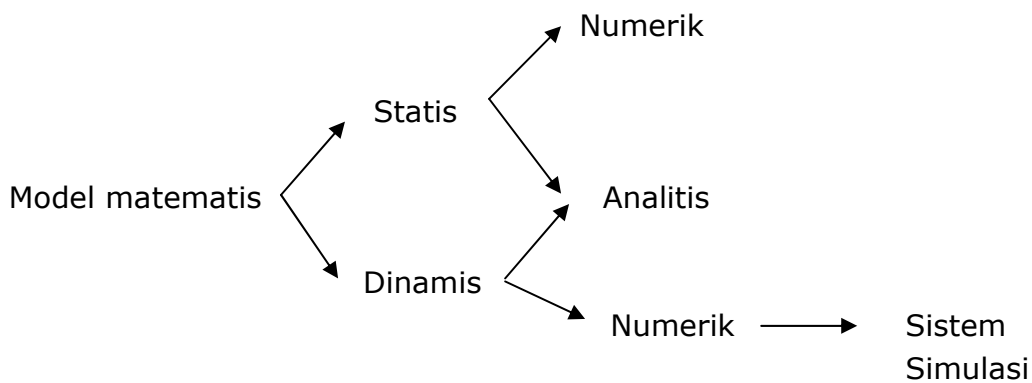 Numerik
Statis
Model matematis
Analitis
Dinamis
Numerik
Sistem
Simulasi